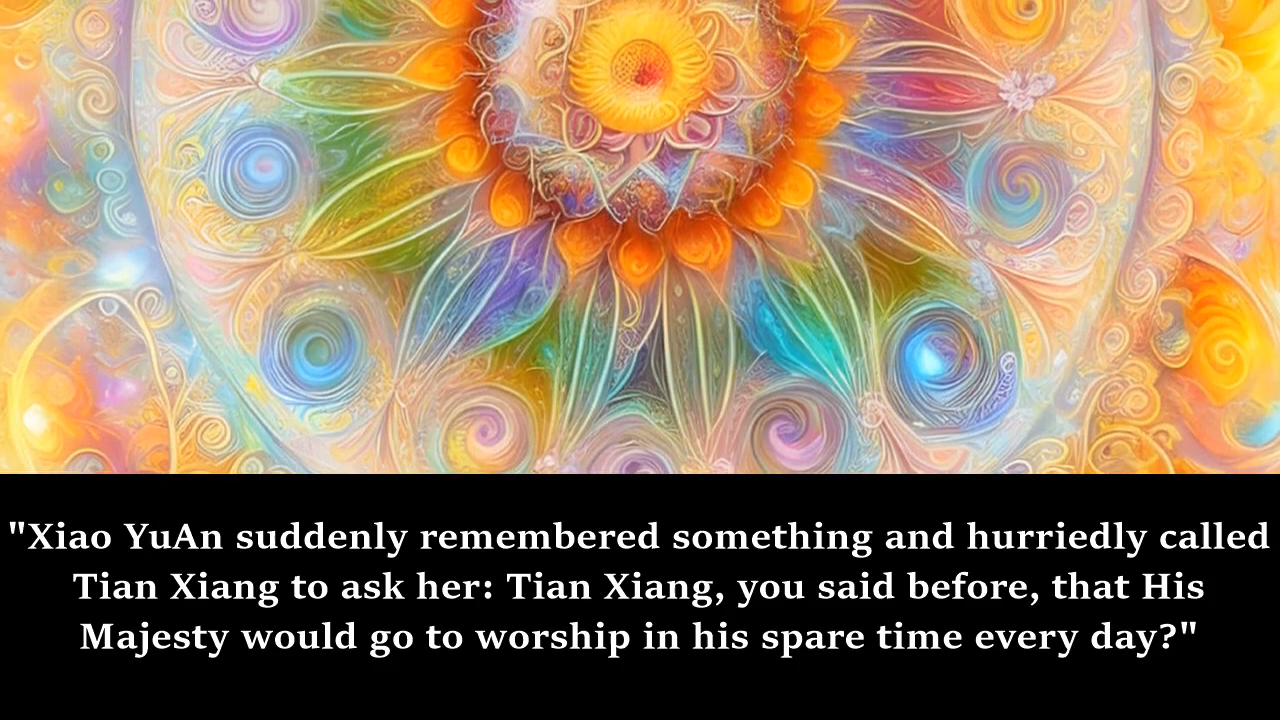 "Xiao YuAn suddenly remembered something and hurriedly called
Tian Xiang to ask her: Tian Xiang, you said before, that His
Majesty would go to worship in his spare time every day?"